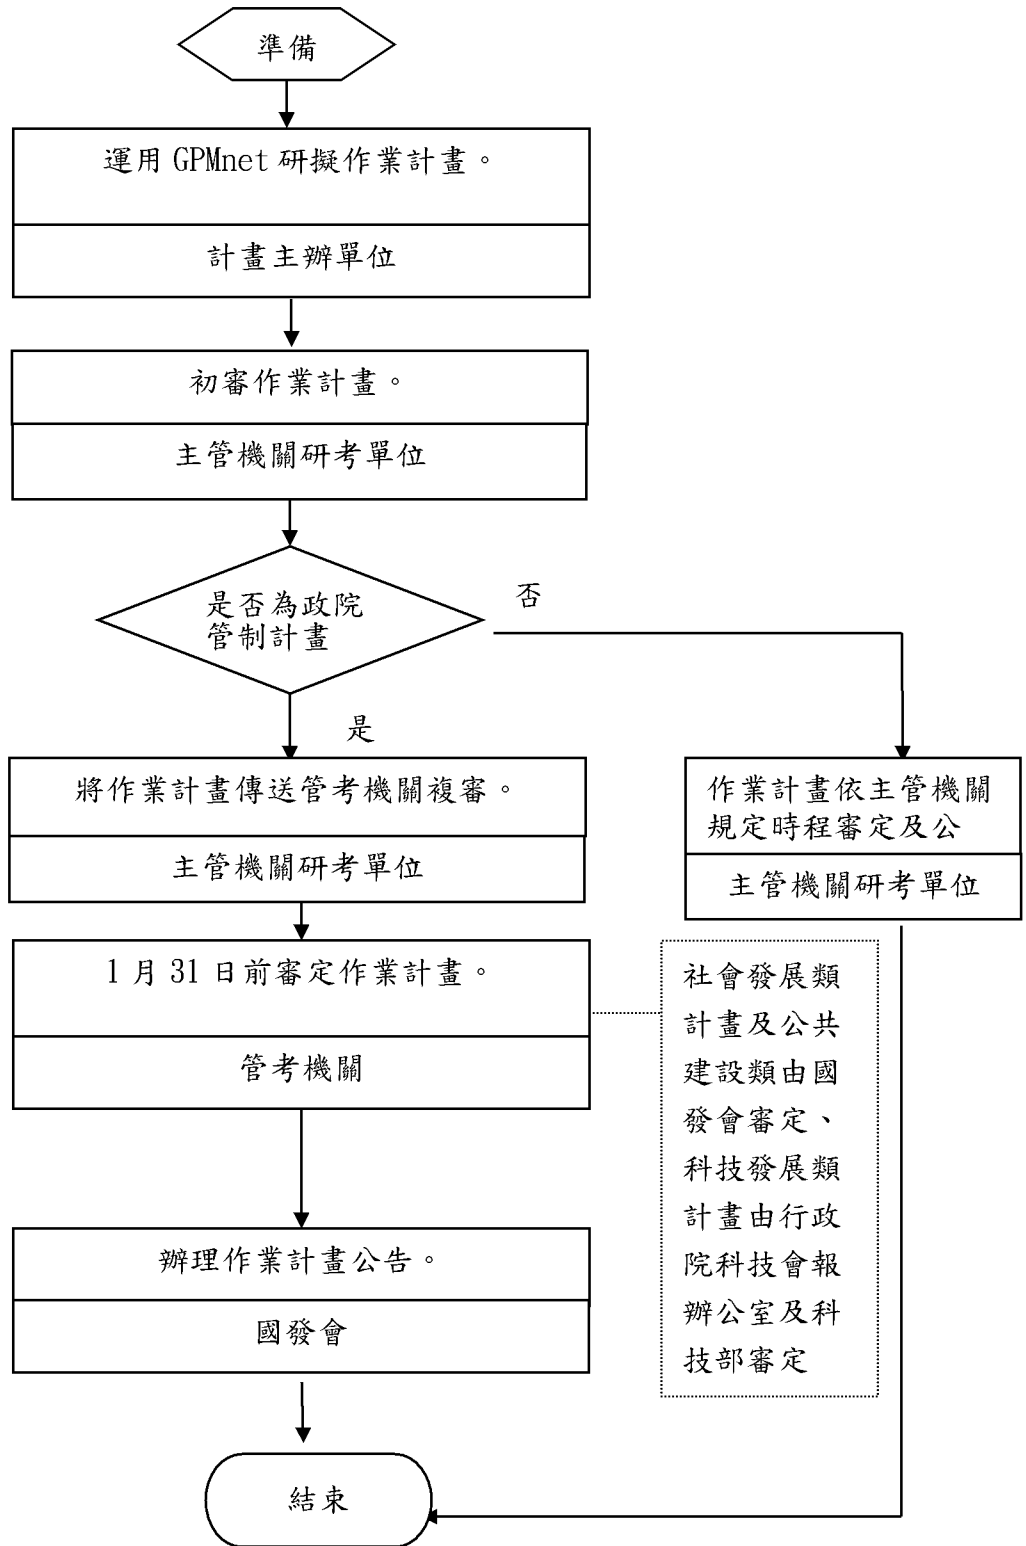 準備
運用 GPMnet 研擬作業計畫。
計畫主辦單位
初審作業計畫。
主管機關研考單位
是否為政院
管制計畫
否
是
將作業計畫傳送管考機關複審。
主管機關研考單位
作業計畫依主管機關
規定時程審定及公
主管機關研考單位
1 月 31 日前審定作業計畫。
管考機關
社會發展類
計畫及公共
建設類由國
發會審定、
科技發展類
計畫由行政
院科技會報
辦公室及科
技部審定
辦理作業計畫公告。
國發會
結束